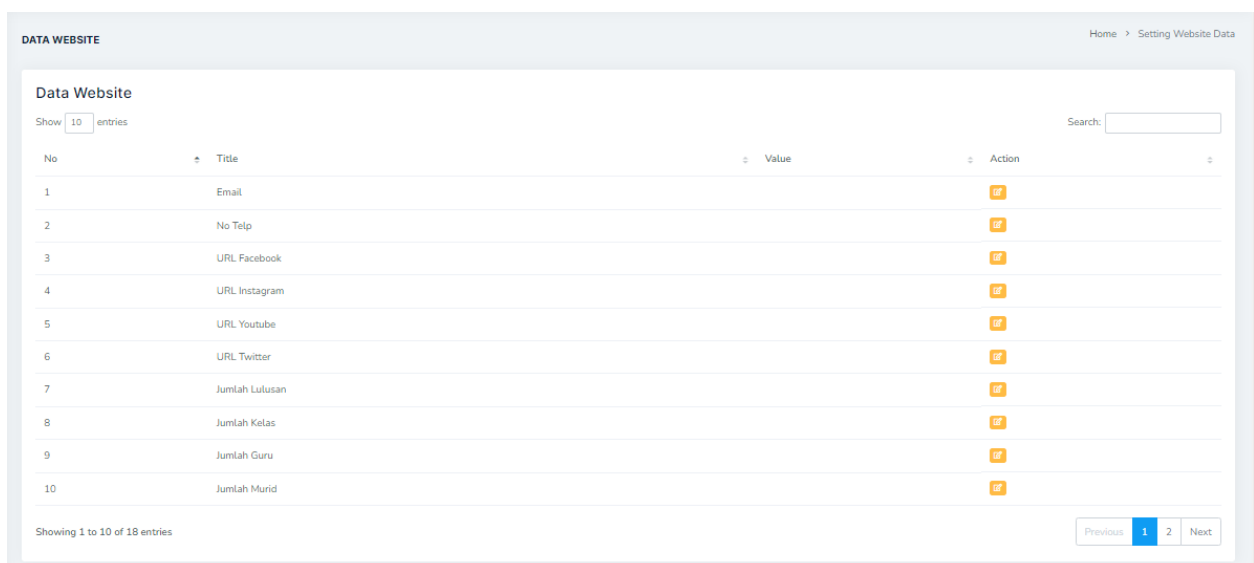 DATA WEBSITE
Home > Setting Website Data
Data Website
Show 10 entries
Search:
No Title Value Action
1 Email
2 No Telp
3 URL Facebook
4 URL Instagram
5 URL Youtube
6 URL Twitter
7 Jumlah Lulusan
8 Jumlah Kelas
9 Jumlah Guru
10 Jumlah Murid
Showing 1 to 10 of 18 entries
Previous 1 2 Next